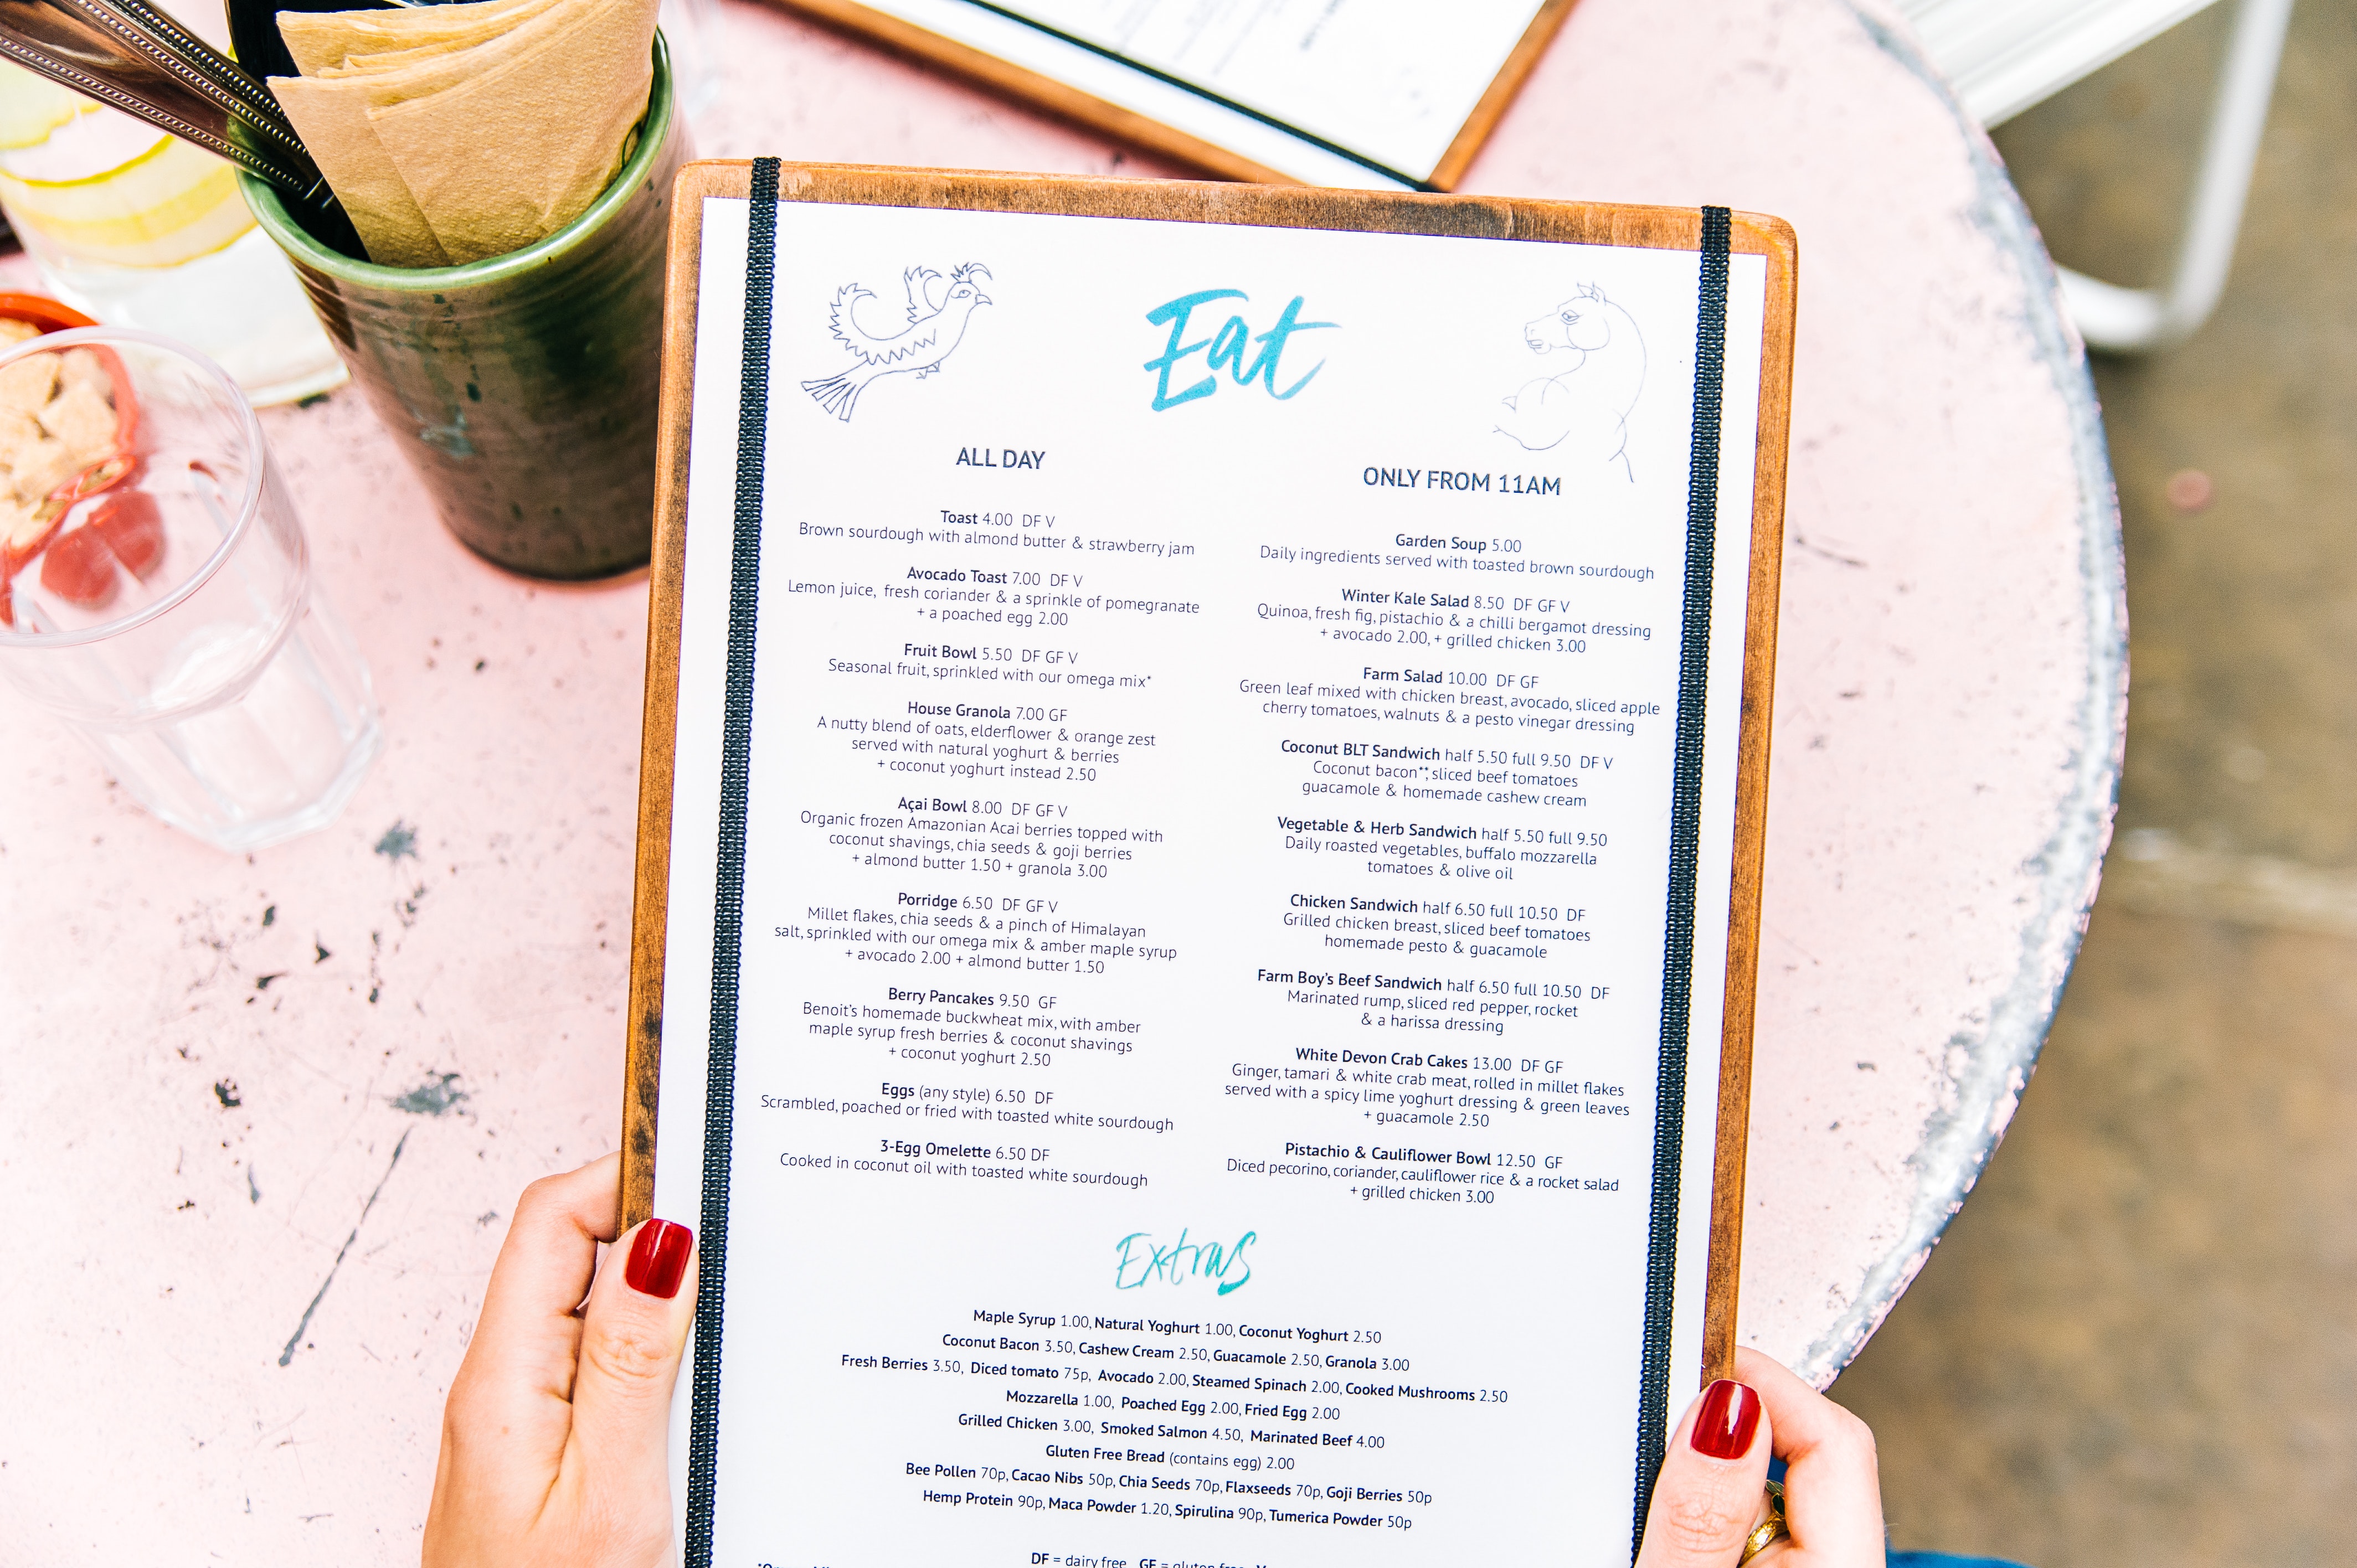 Eat
ALL DAY
Toast 4.00 DF V
Brown sourdough with almond butter & strawberry jam
Avocado Toast 7.00 DF V
Lemon juice, fresh coriander & a sprinkle of pomegranate
+ a poached egg 2.00
Fruit Bowl 5.50 DF GF V
Seasonal fruit, sprinkled with our omega mix*
House Granola 7.00 GF
A nutty blend of oats, elderflower & orange zest
served with natural yoghurt & berries
+ coconut yoghurt instead 2.50
Açai Bowl 8.00 DF GF V
Organic frozen Amazonian Acai berries topped with
coconut shavings, chia seeds & goji berries
+ almond butter 1.50 + granola 3.00
Porridge 6.50 DF GF V
Millet flakes, chia seeds & a pinch of Himalayan
salt, sprinkled with our omega mix & amber maple syrup
+ avocado 2.00 + almond butter 1.50
Berry Pancakes 9.50 GF
Benoit's homemade buckwheat mix, with amber
maple syrup fresh berries & coconut shavings
+ coconut yoghurt 2.50
Eggs (any style) 6.50 DF
Scrambled, poached or fried with toasted white sourdough
3-Egg Omelette 6.50 DF
Cooked in coconut oil with toasted white sourdough
ONLY FROM 11AM
Garden Soup 5.00
Daily ingredients served with toasted brown sourdough
Winter Kale Salad 8.50 DF GF V
Quinoa, fresh fig, pistachio & a chilli bergamot dressing
+ avocado 2.00, + grilled chicken 3.00
Farm Salad 10.00 DF GF
Green leaf mixed with chicken breast, avocado, sliced apple
cherry tomatoes, walnuts & a pesto vinegar dressing
Coconut BLT Sandwich half 5.50 full 9.50 DF V
Coconut bacon**, sliced beef tomatoes
guacamole & homemade cashew cream
Vegetable & Herb Sandwich half 5.50 full 9.50
Daily roasted vegetables, buffalo mozzarella
tomatoes & olive oil
Chicken Sandwich half 6.50 full 10.50 DF
Grilled chicken breast, sliced beef tomatoes
homemade pesto & guacamole
Farm Boy's Beef Sandwich half 6.50 full 10.50 DF
Marinated rump, sliced red pepper, rocket
& a harissa dressing
White Devon Crab Cakes 13.00 DF GF
Ginger, tamari & white crab meat, rolled in millet flakes
served with a spicy lime yoghurt dressing & green leaves
+ guacamole 2.50
Pistachio & Cauliflower Bowl 12.50 GF
Diced pecorino, coriander, cauliflower rice & a rocket salad
+ grilled chicken 3.00
Extras
Maple Syrup 1.00, Natural Yoghurt 1.00, Coconut Yoghurt 2.50
Coconut Bacon 3.50, Cashew Cream 2.50, Guacamole 2.50, Granola 3.00
Fresh Berries 3.50, Diced tomato 75p, Avocado 2.00, Steamed Spinach 2.00, Cooked Mushrooms 2.50
Mozzarella 1.00, Poached Egg 2.00, Fried Egg 2.00
Grilled Chicken 3.00, Smoked Salmon 4.50, Marinated Beef 4.00
Gluten Free Bread (contains egg) 2.00
Bee Pollen 70p, Cacao Nibs 50p, Chia Seeds 70p, Flaxseeds 70p, Goji Berries 50p
Hemp Protein 90p, Maca Powder 1.20, Spirulina 90p, Tumerica Powder 50p
DF = dairy free GF = gluten free